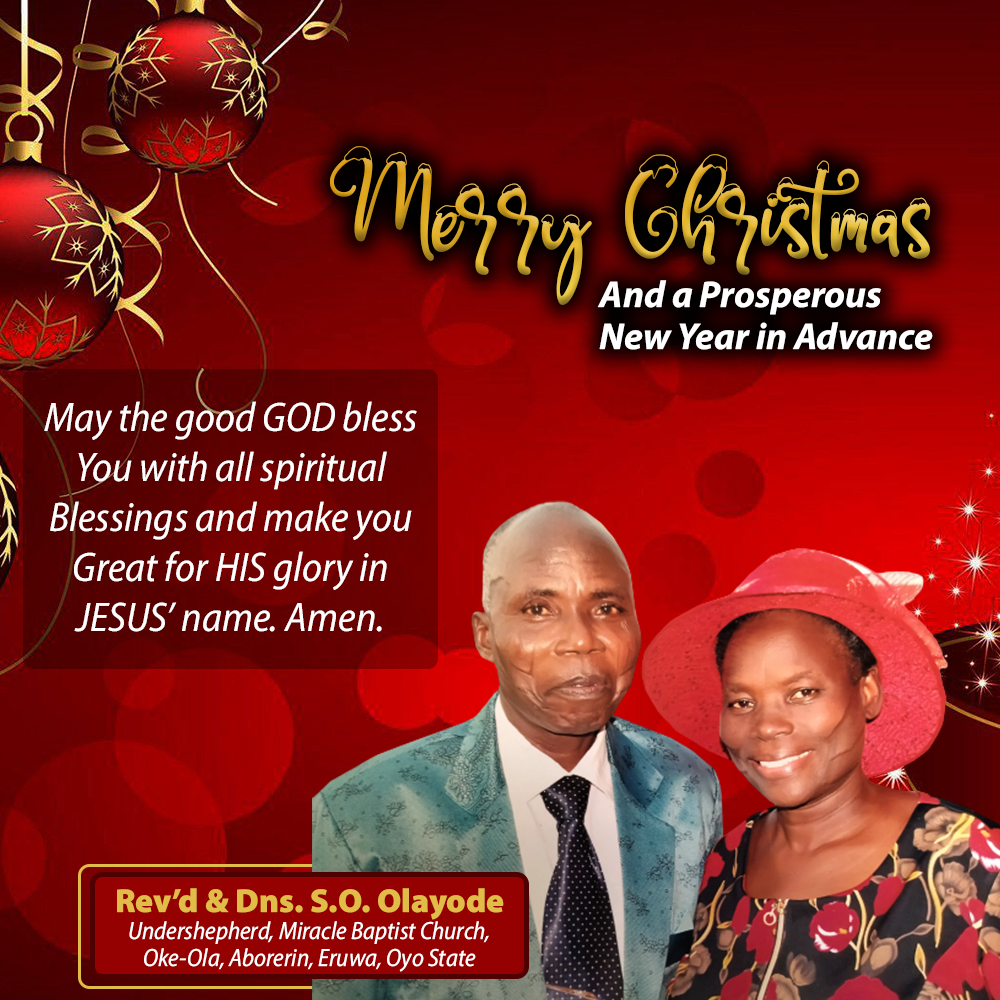 Merry Christmas
And a Prosperous
New Year in Advance
May the good GOD bless
You with all spiritual
Blessings and make you
Great for HIS glory in
JESUS’ name. Amen.
Rev’d & Dns. S.O. Olayode
Undershepherd, Miracle Baptist Church,
Oke-Ola, Aborerin, Eruwa, Oyo State